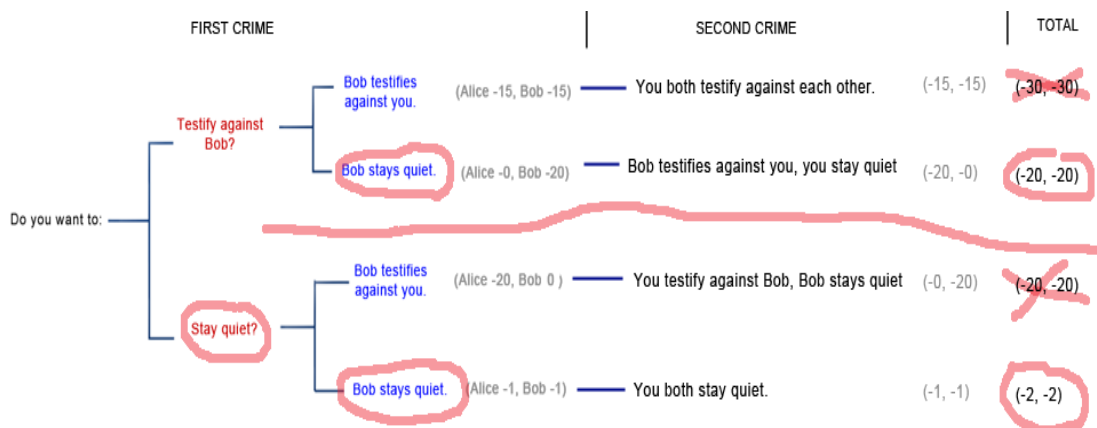 FIRST CRIME | SECOND CRIME | TOTAL
Bob testifies
against you.
(Alice -15, Bob -15)
You both testify against each other.
(-15, -15)
(-30, -30)
Testify against
Bob?
Bob stays quiet.
(Alice -0, Bob -20)
Bob testifies against you, you stay quiet
(-20, -0)
(-20, -20)
Do you want to:
Bob testifies
against you.
(Alice -20, Bob 0 )
You testify against Bob, Bob stays quiet
(-0, -20)
(-20, -20)
Stay quiet?
Bob stays quiet.
(Alice -1, Bob -1)
You both stay quiet.
(-1, -1)
(-2, -2)